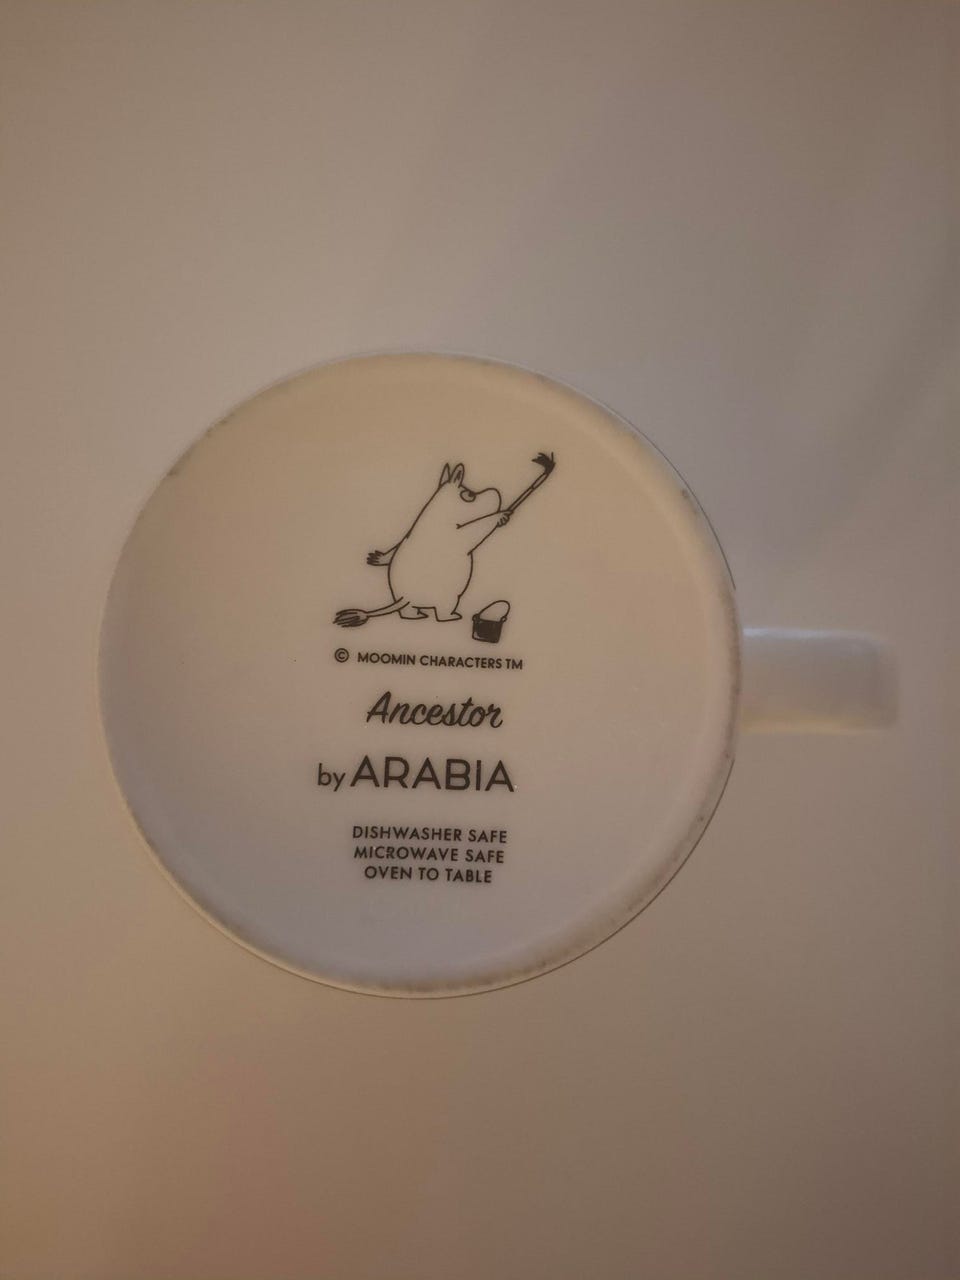 © MOOMIN CHARACTERS TM
Ancestor
by ARABIA
DISHWASHER SAFE
MICROWAVE SAFE
OVEN TO TABLE